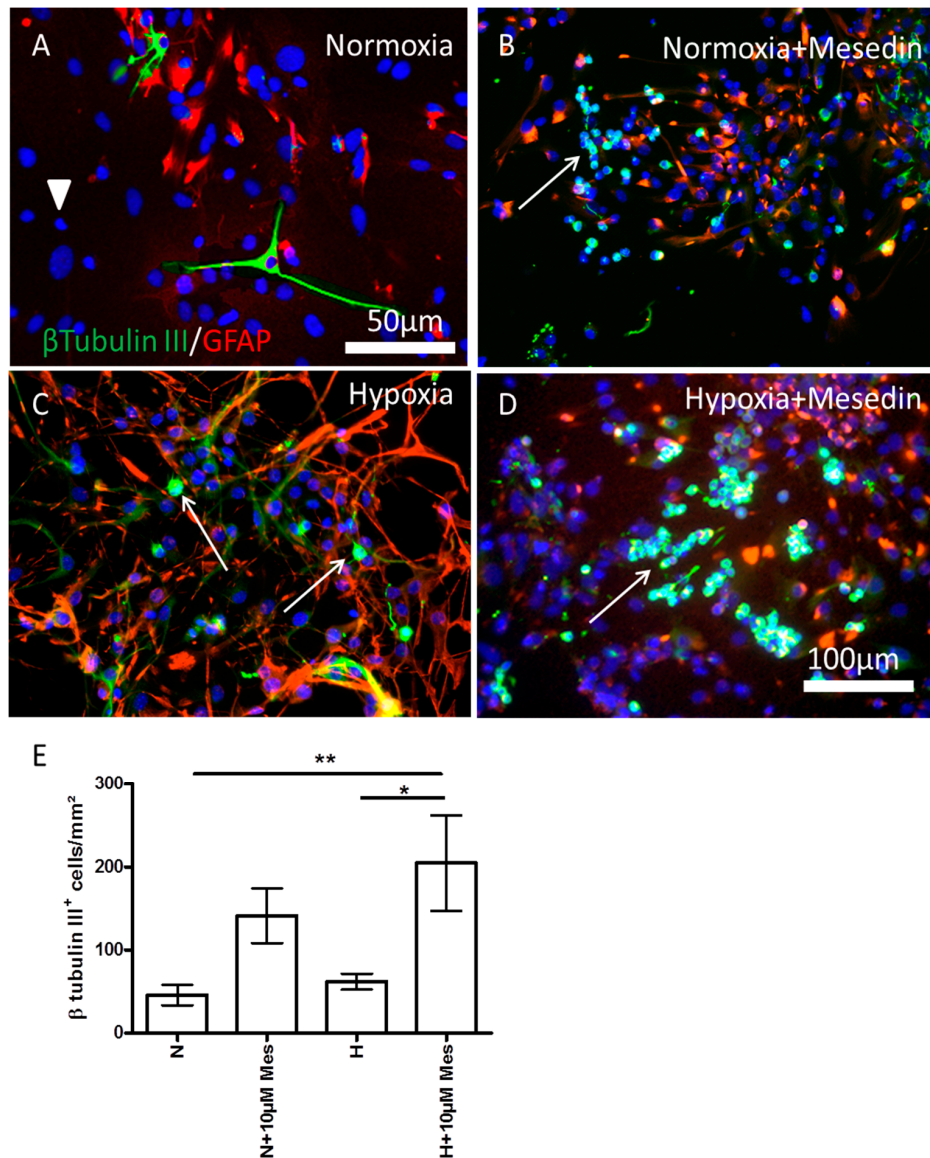 A
Normoxia
βTubulin III/GFAP
50µm
B
Normoxia+Mesedin
C
Hypoxia
D
Hypoxia+Mesedin
100µm
E
**
*
300
200
100
0
β tubulin III⁺ cells/mm²
N
N+10µM Mes
H
H+10µM Mes